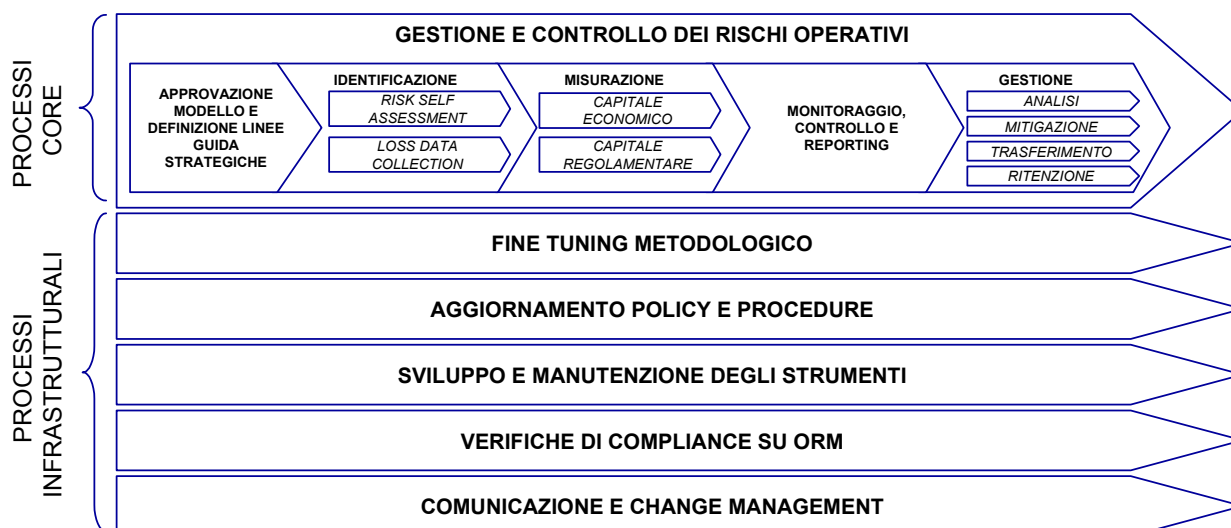 PROCESSI
CORE
GESTIONE E CONTROLLO DEI RISCHI OPERATIVI
APPROVAZIONE
MODELLO E
DEFINIZIONE LINEE
GUIDA
STRATEGICHE
IDENTIFICAZIONE
RISK SELF
ASSESSMENT
LOSS DATA
COLLECTION
MISURAZIONE
CAPITALE
ECONOMICO
CAPITALE
REGOLAMENTARE
MONITORAGGIO,
CONTROLLO E
REPORTING
GESTIONE
ANALISI
MITIGAZIONE
TRASFERIMENTO
RITENZIONE
PROCESSI
INFRASTRUTTURALI
FINE TUNING METODOLOGICO
AGGIORNAMENTO POLICY E PROCEDURE
SVILUPPO E MANUTENZIONE DEGLI STRUMENTI
VERIFICHE DI COMPLIANCE SU ORM
COMUNICAZIONE E CHANGE MANAGEMENT